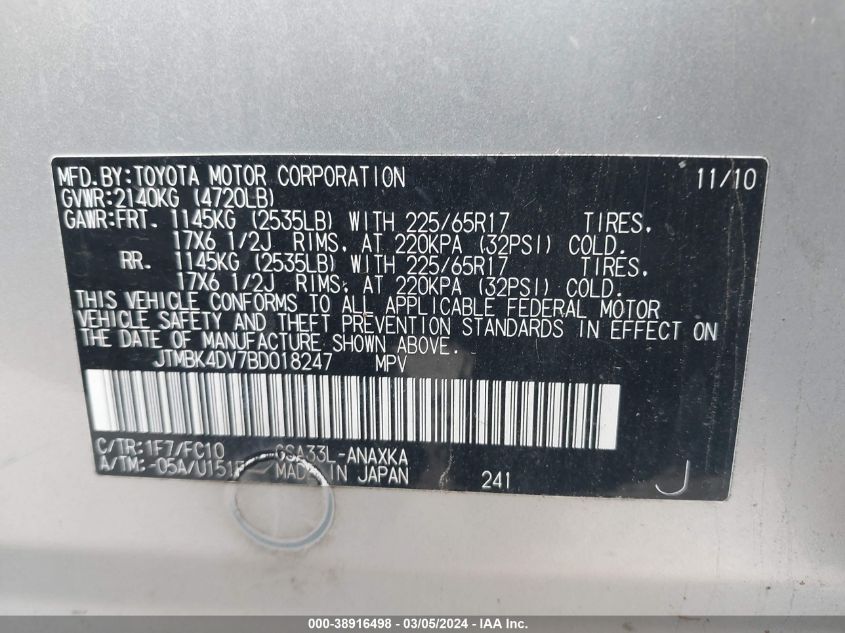 MFD.BY:TOYOTA MOTOR CORPORATION 11/10
GVWR:2140KG (4720LB)
GAWR:FRT. 1145KG (2535LB) WITH 225/65R17 TIRES,
17X6 1/2J RIMS, AT 220KPA (32PSI) COLD.
RR. 1145KG (2535LB) WITH 225/65R17 TIRES,
17X6 1/2J RIMS, AT 220KPA (32PSI) COLD.
THIS VEHICLE CONFORMS TO ALL APPLICABLE FEDERAL MOTOR
VEHICLE SAFETY AND THEFT PREVENTION STANDARDS IN EFFECT ON
THE DATE OF MANUFACTURE SHOWN ABOVE.
JTMBK4DV7BD018247 MPV
C/TR:1F7/FC10 GSA33L-ANAXKA
A/TM:-05A/U151F MADE IN JAPAN 241 J
000-38916498 - 03/05/2024 - IAA Inc.